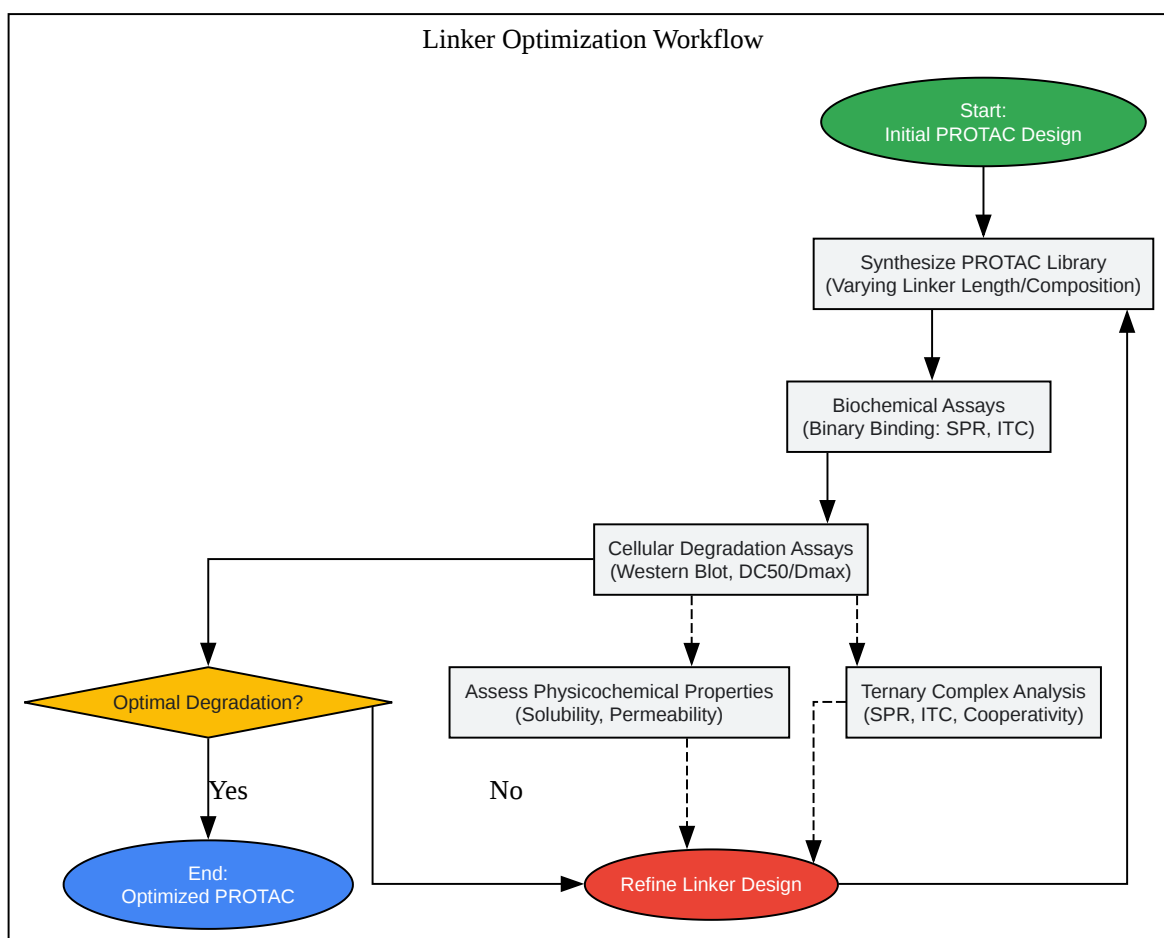 Linker Optimization Workflow
Start:
Initial PROTAC Design
Synthesize PROTAC Library
(Varying Linker Length/Composition)
Biochemical Assays
(Binary Binding: SPR, ITC)
Cellular Degradation Assays
(Western Blot, DC50/Dmax)
Optimal Degradation?
Assess Physicochemical Properties
(Solubility, Permeability)
Ternary Complex Analysis
(SPR, ITC, Cooperativity)
Yes
No
End:
Optimized PROTAC
Refine Linker Design